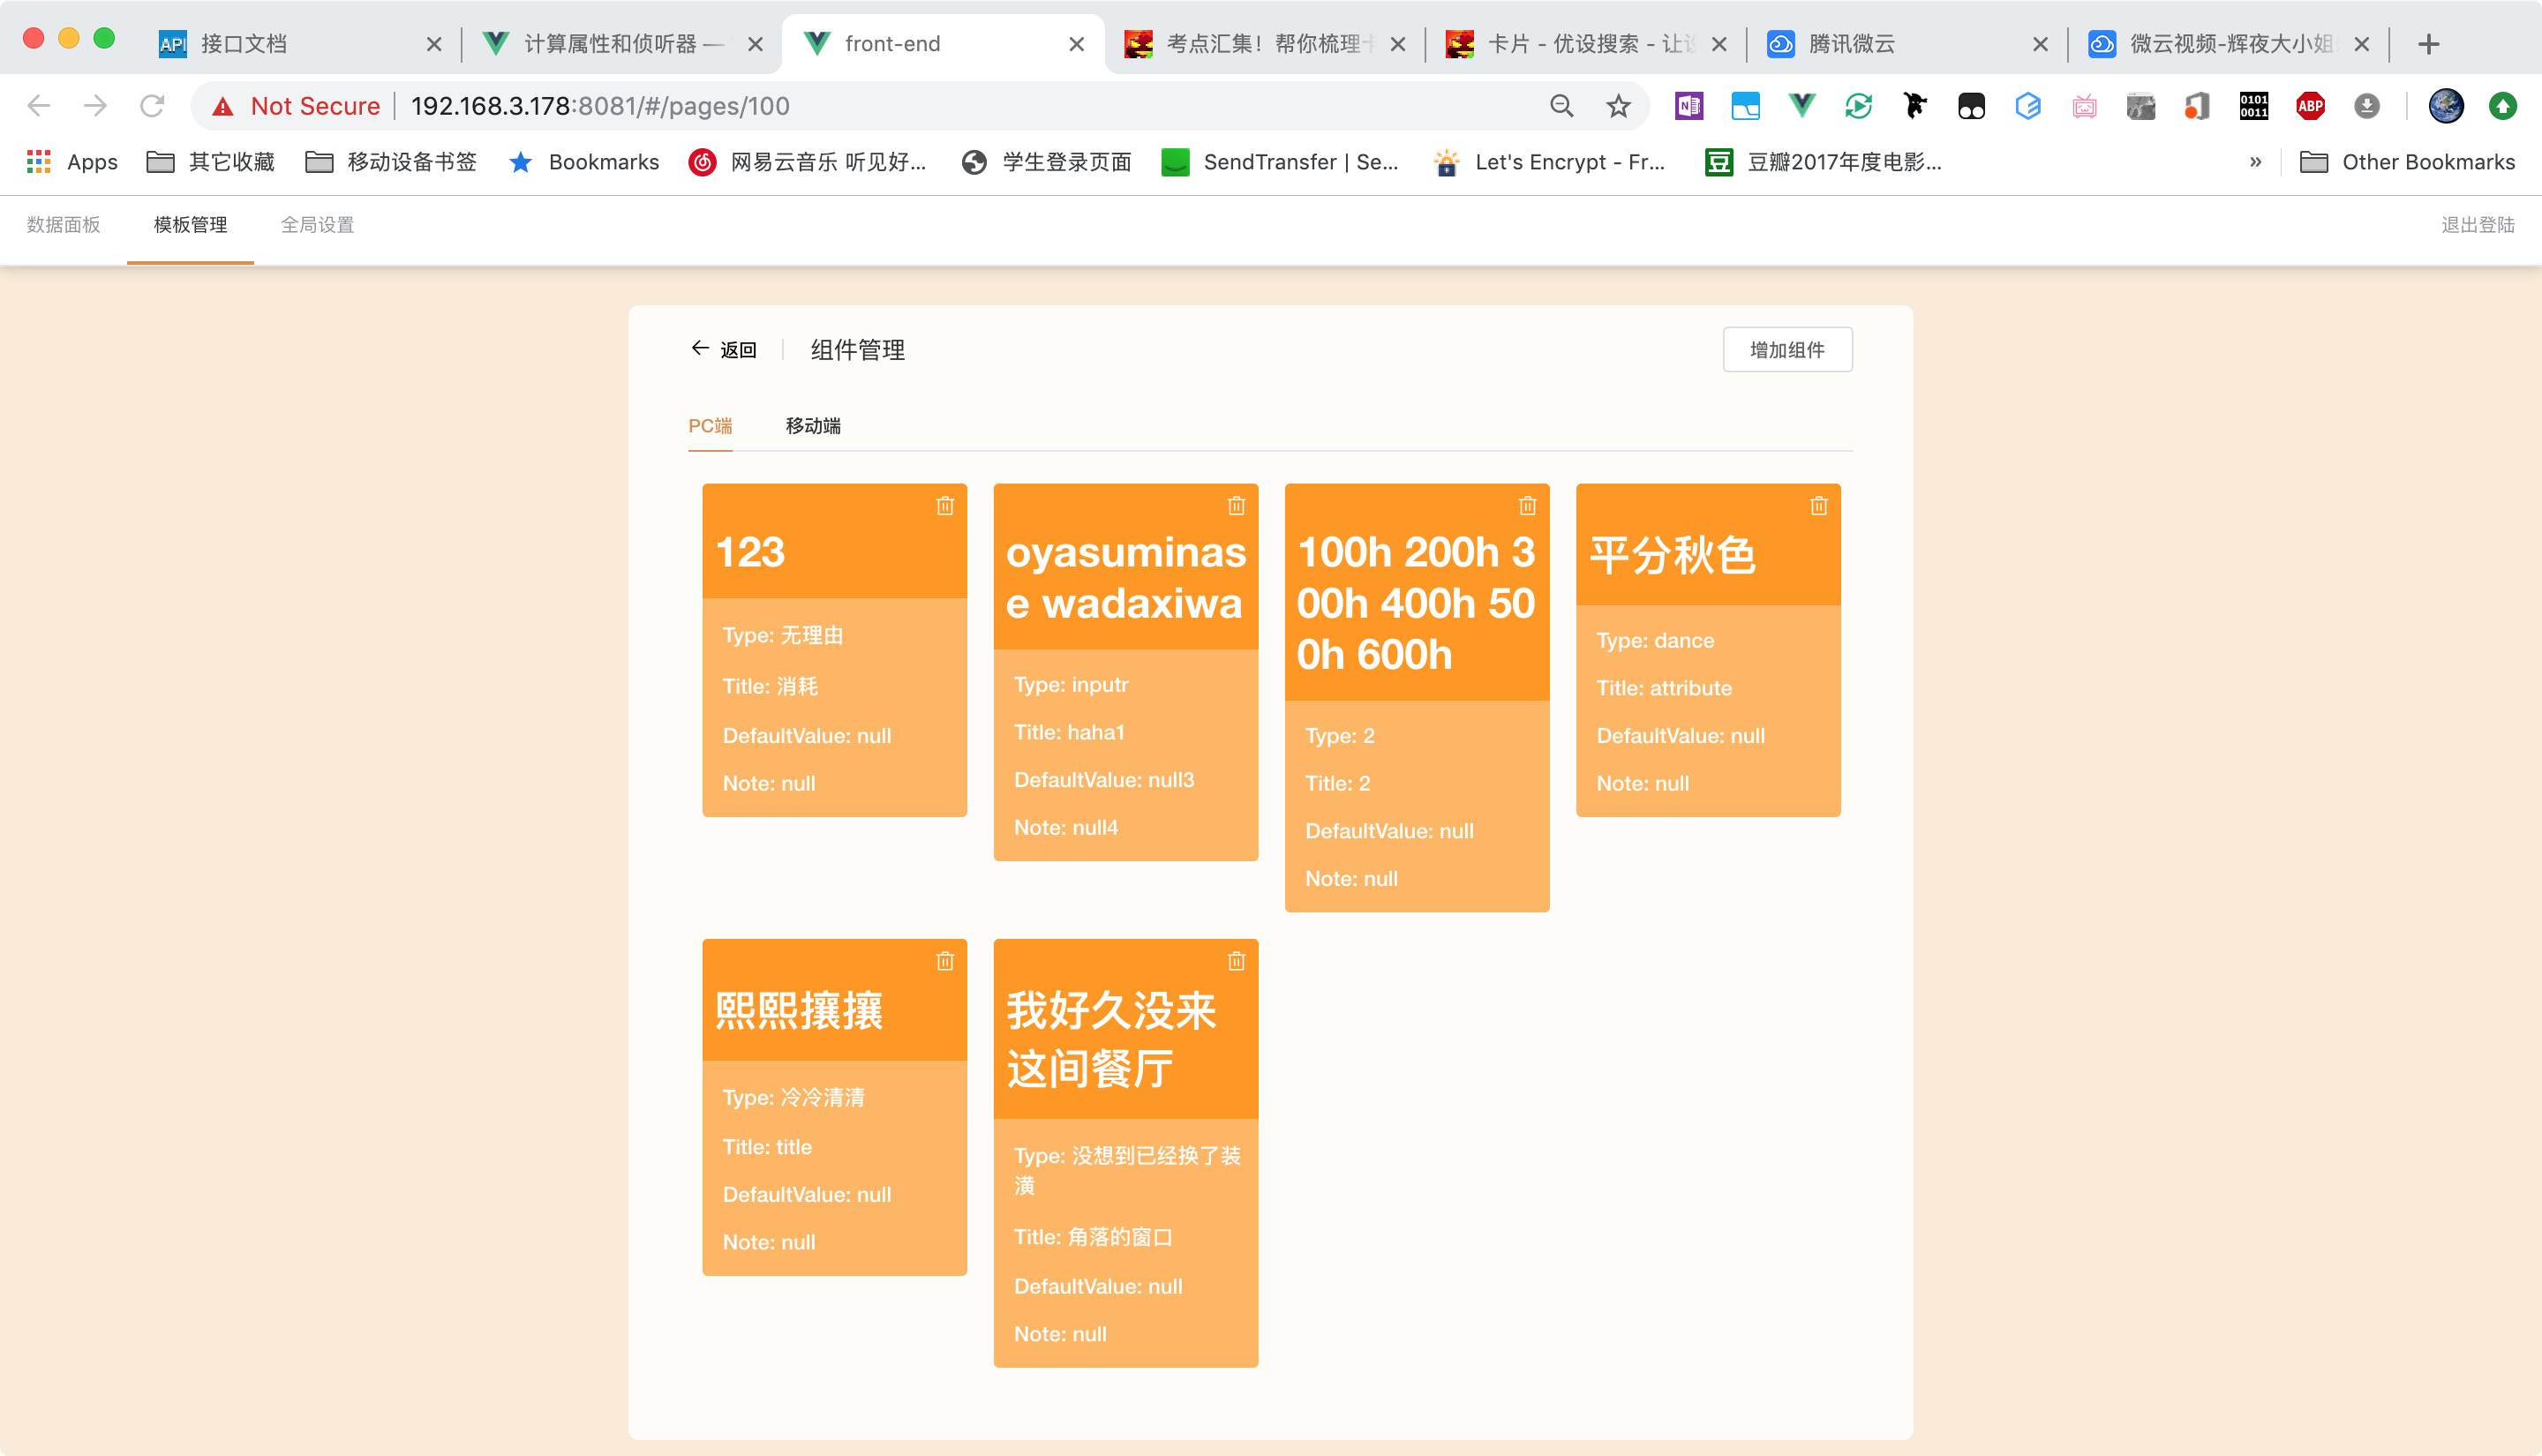 接口文档
计算属性和侦听器 —
front-end
考点汇集！帮你梳理
卡片 - 优设搜索 - 让
腾讯微云
微云视频-辉夜大小姐
Not Secure
192.168.3.178:8081/#/pages/100
Apps
其它收藏
移动设备书签
Bookmarks
网易云音乐 听见好...
学生登录页面
SendTransfer | Se...
Let's Encrypt - Fr...
豆瓣2017年度电影...
»
Other Bookmarks
数据面板
模板管理
全局设置
退出登陆
返回
组件管理
增加组件
PC端
移动端
123
Type: 无理由
Title: 消耗
DefaultValue: null
Note: null
oyasuminas
e wadaxiwa
Type: inputr
Title: haha1
DefaultValue: null3
Note: null4
100h 200h 3
00h 400h 50
0h 600h
Type: 2
Title: 2
DefaultValue: null
Note: null
平分秋色
Type: dance
Title: attribute
DefaultValue: null
Note: null
熙熙攘攘
Type: 冷冷清清
Title: title
DefaultValue: null
Note: null
我好久没来
这间餐厅
Type: 没想到已经换了装
潢
Title: 角落的窗口
DefaultValue: null
Note: null